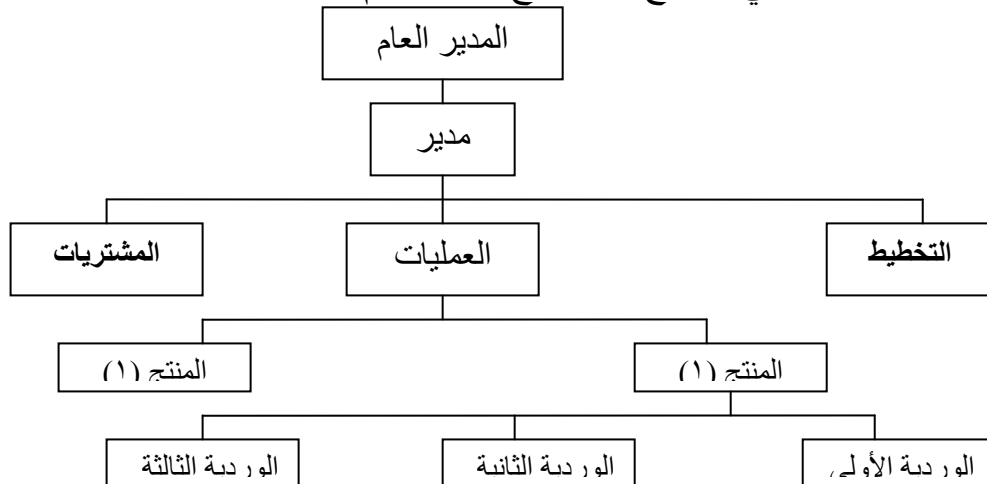 المدير العام
مدير
التخطيط
العمليات
المشتريات
المنتج (١)
المنتج (١)
الوردية الأولى
الوردية الثانية
الوردية الثالثة